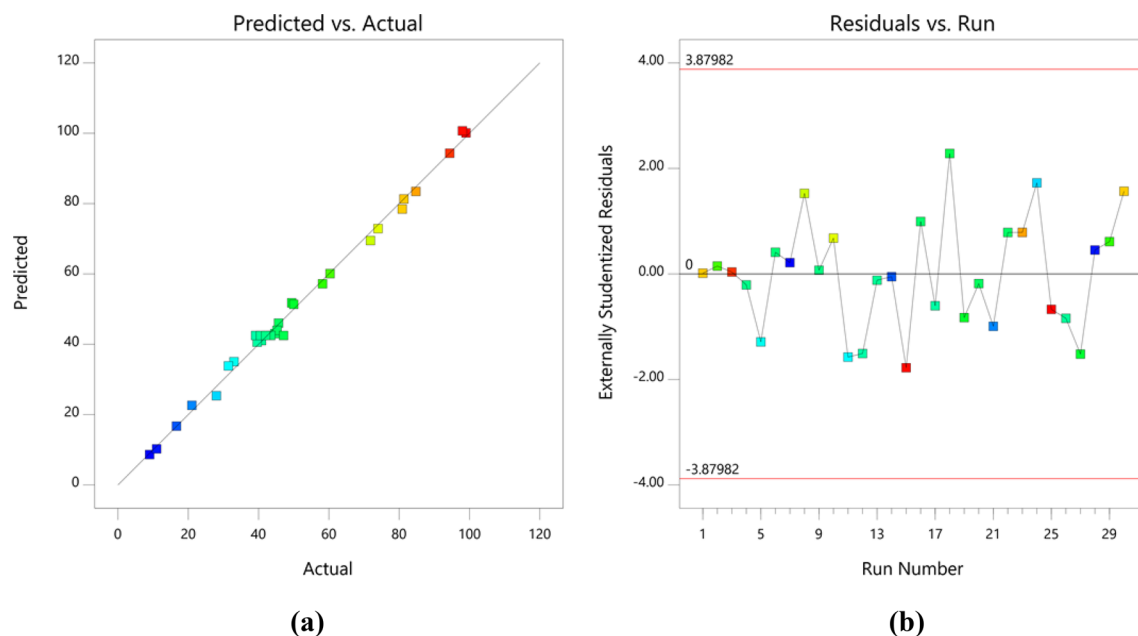 Predicted vs. Actual
120
100
80
60
40
20
0
Predicted
0 20 40 60 80 100 120
Actual
(a)
Residuals vs. Run
4.00
3.87982
2.00
0
0.00
-2.00
-3.87982
-4.00
Externally Studentized Residuals
1 5 9 13 17 21 25 29
Run Number
(b)